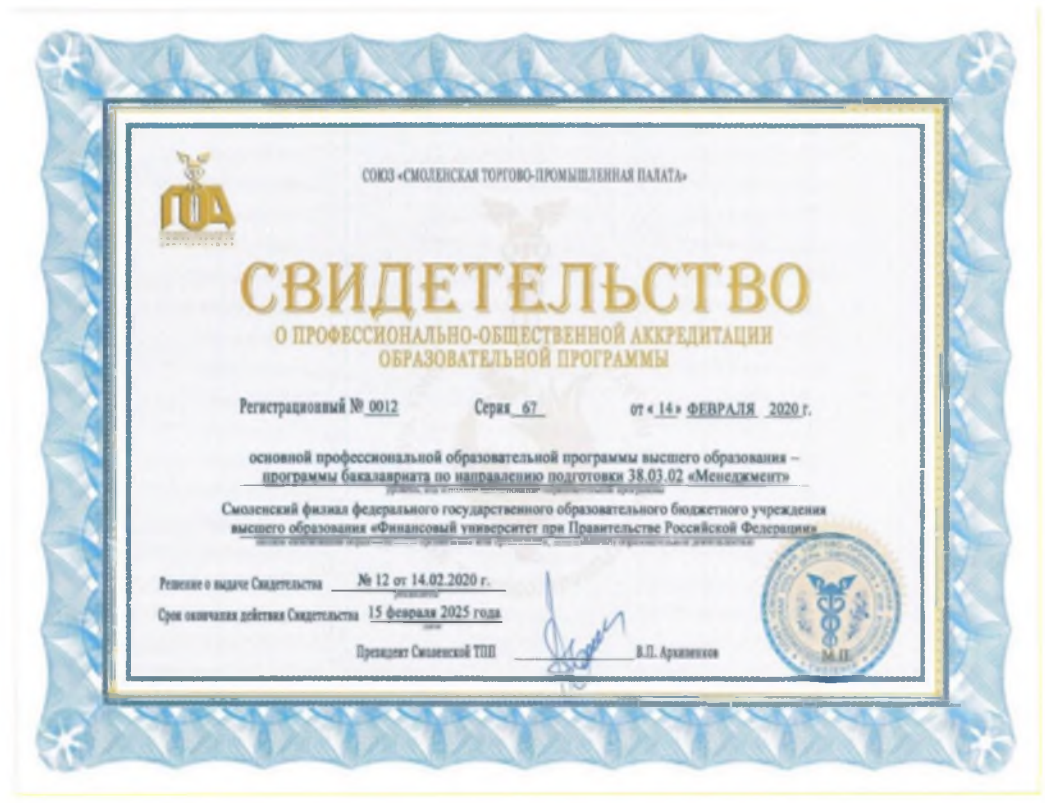 СОЮЗ «СМОЛЕНСКАЯ ТОРГОВО-ПРОМЫШЛЕННАЯ ПАЛАТА»
ПОА
СВИДЕТЕЛЬСТВО
О ПРОФЕССИОНАЛЬНО-ОБЩЕСТВЕННОЙ АККРЕДИТАЦИИ
ОБРАЗОВАТЕЛЬНОЙ ПРОГРАММЫ
Регистрационный № 0012 Серия 67 от « 14 » ФЕВРАЛЯ 2020 г.
основной профессиональной образовательной программы высшего образования –
программы бакалавриата по направлению подготовки 38.03.02 «Менеджмент»
Смоленский филиал федерального государственного образовательного бюджетного учреждения
высшего образования «Финансовый университет при Правительстве Российской Федерации»
Решение о выдаче Свидетельства № 12 от 14.02.2020 г.
Срок окончания действия Свидетельства 15 февраля 2025 года
Президент Смоленской ТПП В.П. Архипенков
М.П.